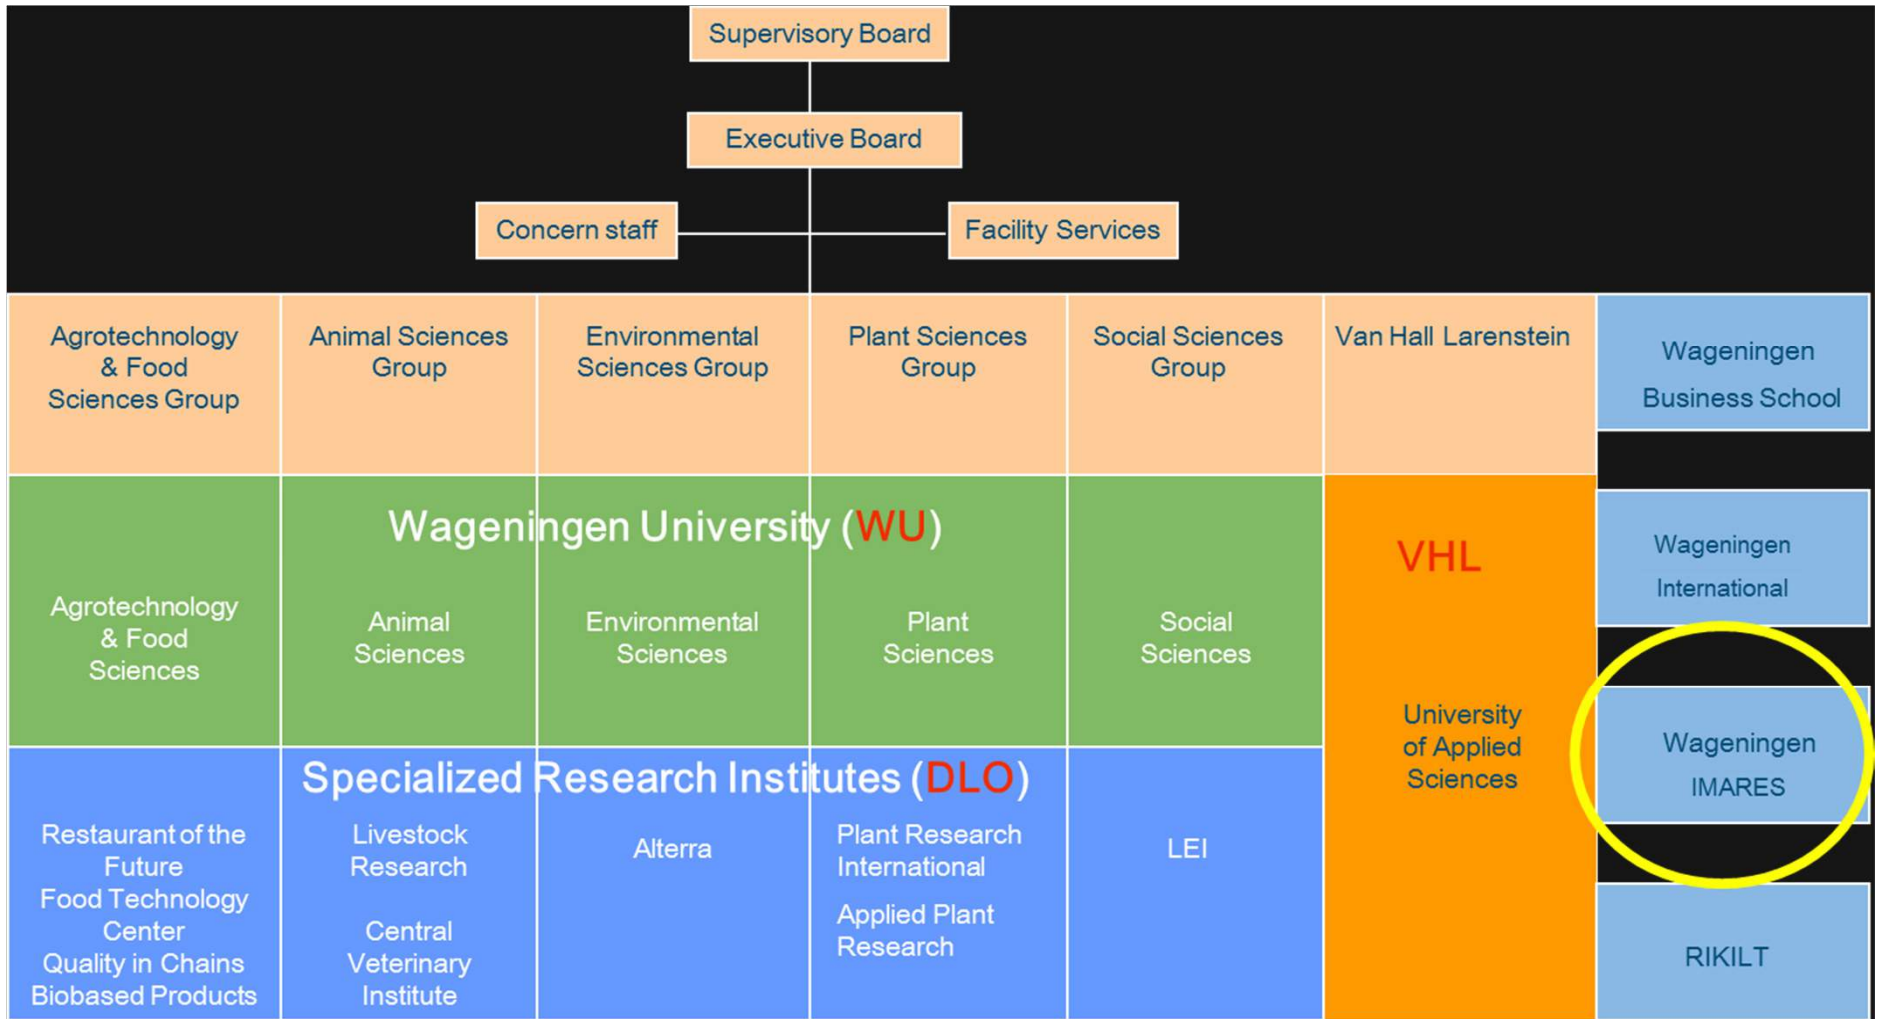 Supervisory Board
Executive Board
Concern staff
Facility Services
Agrotechnology
& Food
Sciences Group
Animal Sciences
Group
Environmental
Sciences Group
Plant Sciences
Group
Social Sciences
Group
Van Hall Larenstein
Wageningen
Business School
Wageningen University (WU)
Agrotechnology
& Food
Sciences
Animal
Sciences
Environmental
Sciences
Plant
Sciences
Social
Sciences
VHL
University
of Applied
Sciences
Wageningen
International
Wageningen
IMARES
Specialized Research Institutes (DLO)
Restaurant of the
Future
Food Technology
Center
Quality in Chains
Biobased Products
Livestock
Research
Central
Veterinary
Institute
Alterra
Plant Research
International
Applied Plant
Research
LEI
RIKILT